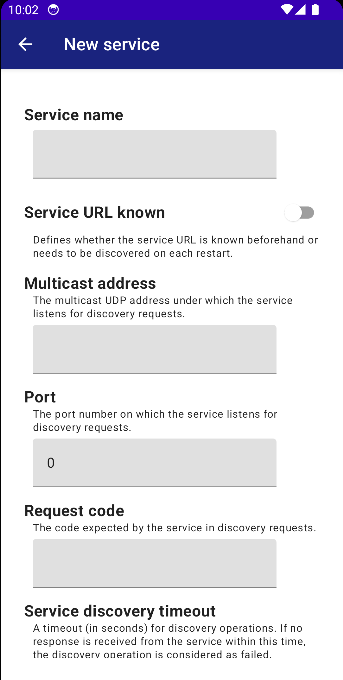 10:02
New service
Service name
Service URL known
Defines whether the service URL is known beforehand or
needs to be discovered on each restart.
Multicast address
The multicast UDP address under which the service
listens for discovery requests.
Port
The port number on which the service listens for
discovery requests.
0
Request code
The code expected by the service in discovery requests.
Service discovery timeout
A timeout (in seconds) for discovery operations. If no
response is received from the service within this time,
the discovery operation is considered as failed.